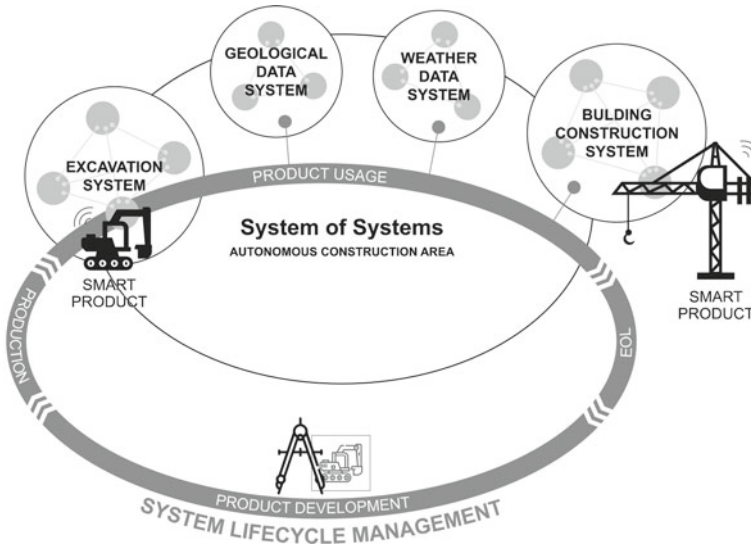 GEOLOGICAL
DATA
SYSTEM
WEATHER
DATA
SYSTEM
EXCAVATION
SYSTEM
BULDING
CONSTRUCTION
SYSTEM
PRODUCT USAGE
System of Systems
AUTONOMOUS CONSTRUCTION AREA
SMART
PRODUCT
SMART
PRODUCT
PRODUCTION
EOL
PRODUCT DEVELOPMENT
SYSTEM LIFECYCLE MANAGEMENT